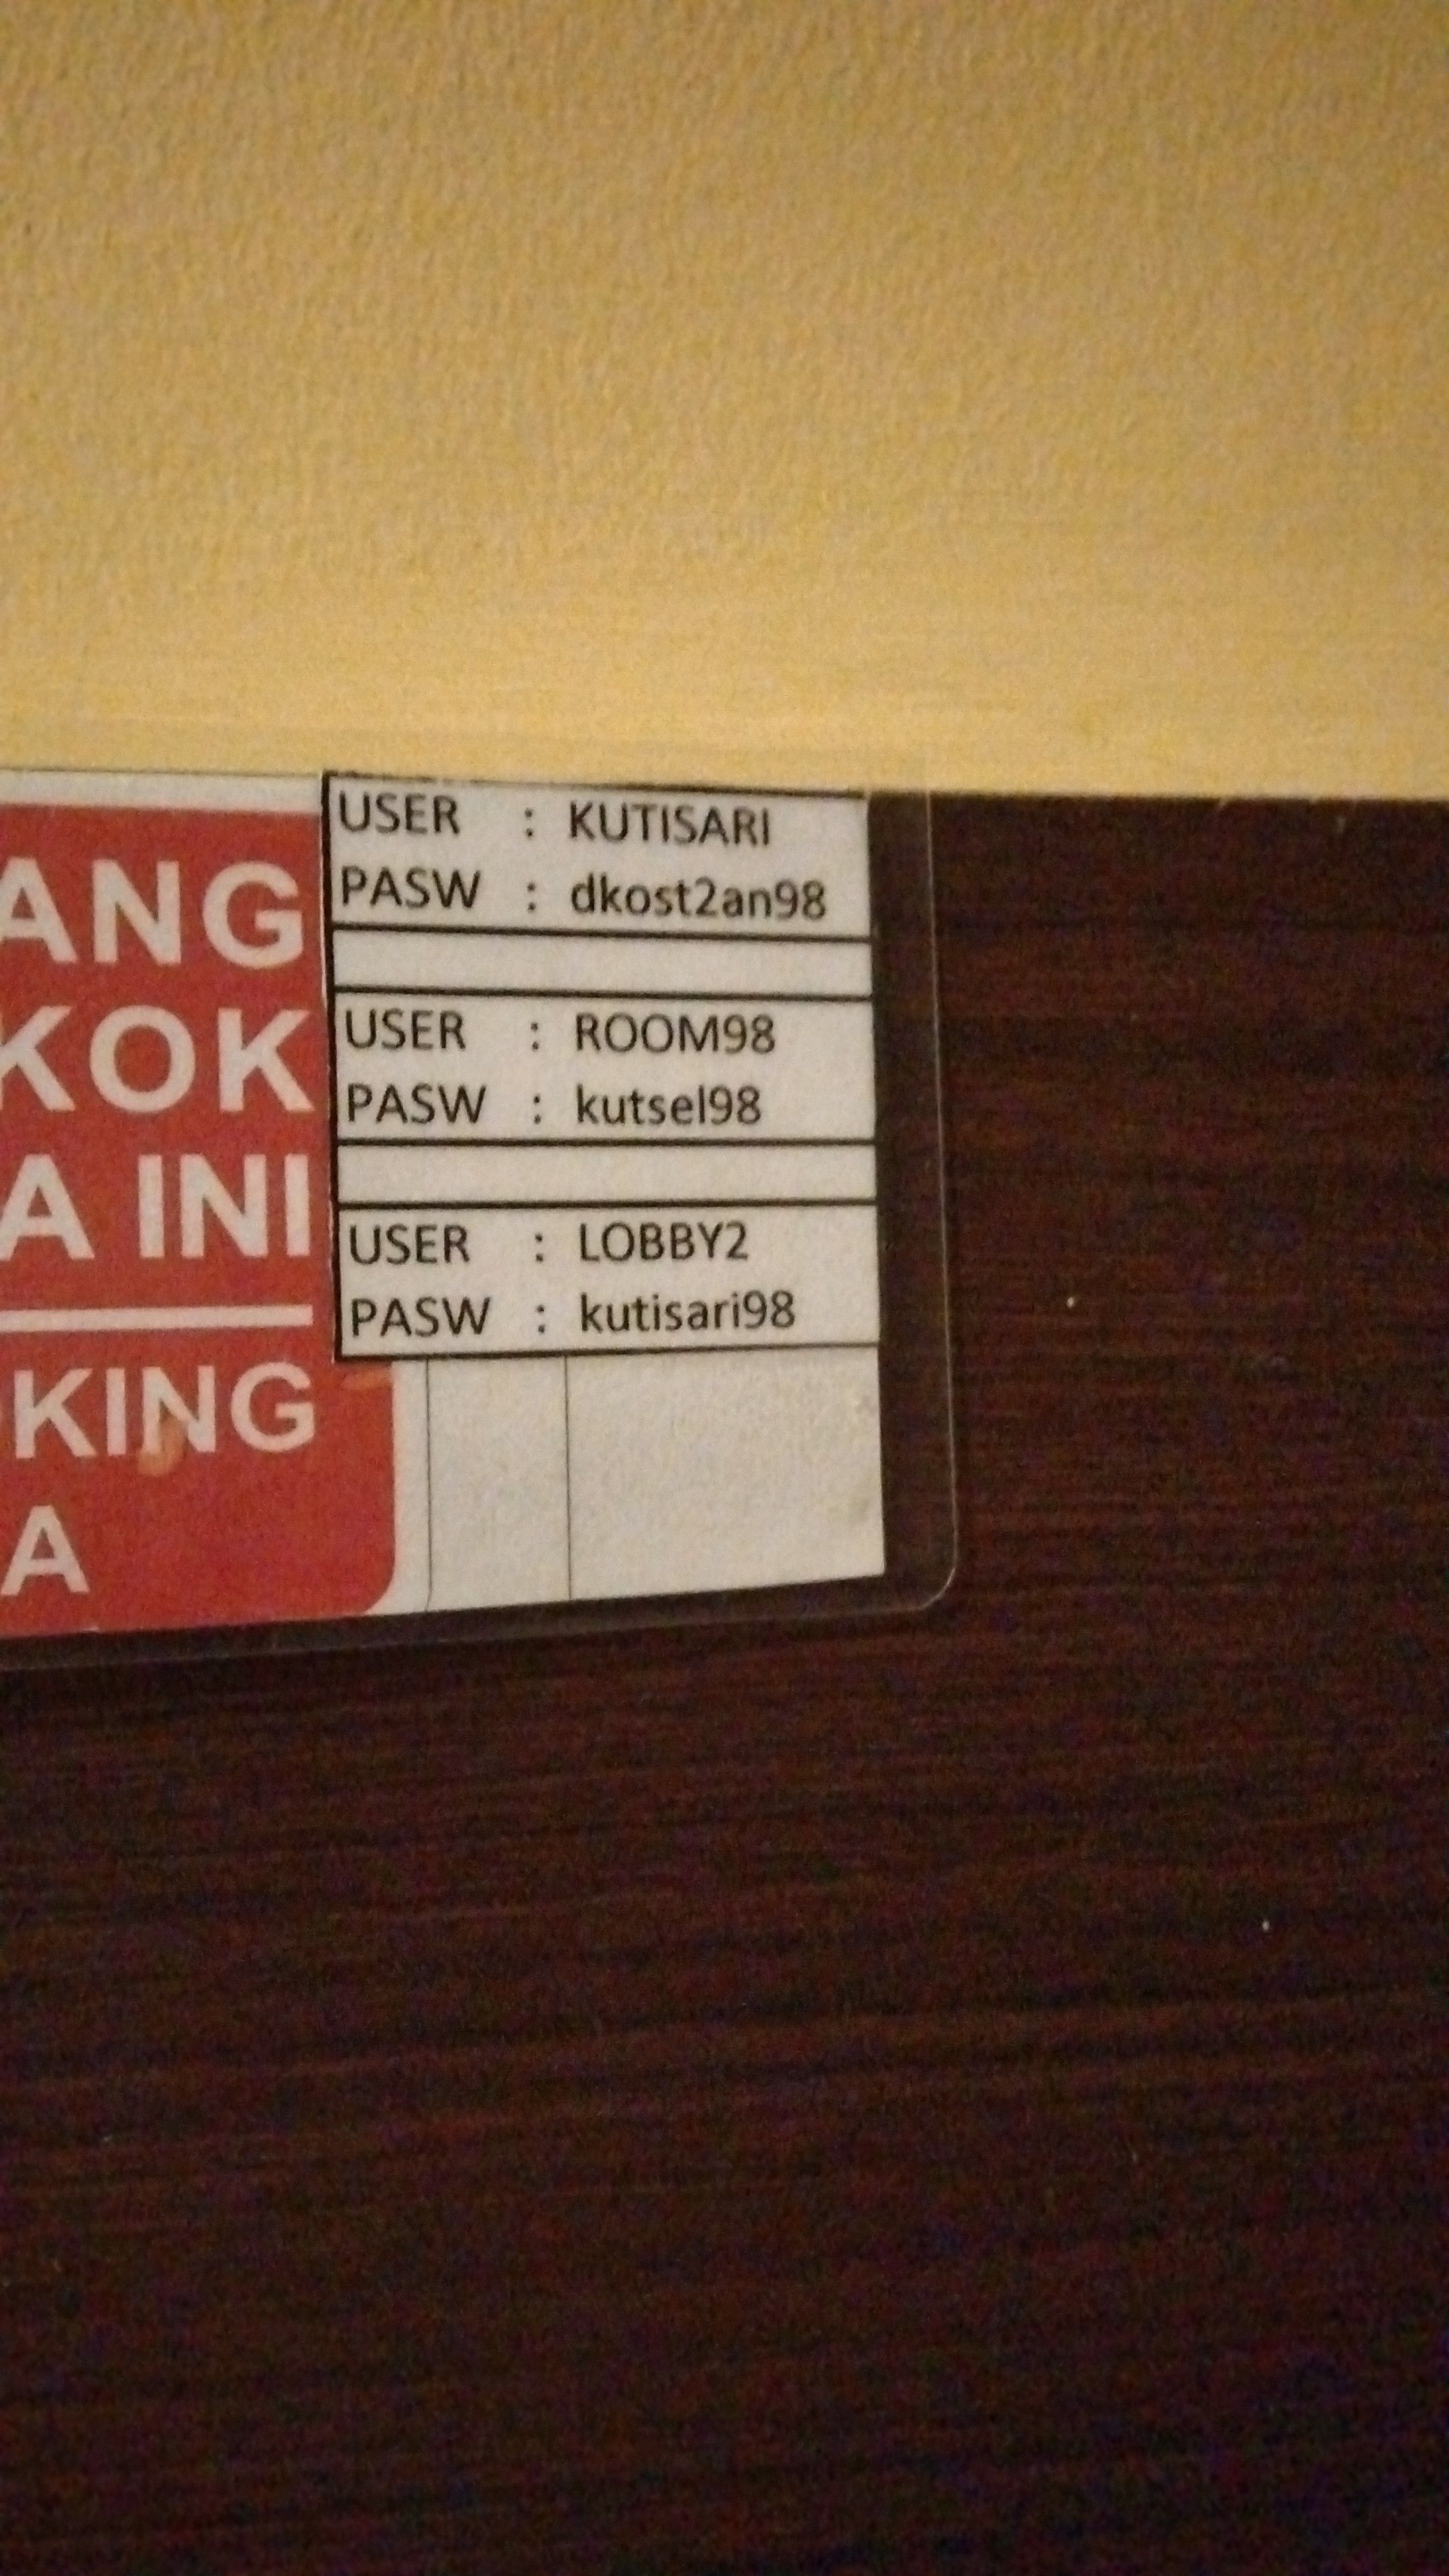 ANG
KOK
A INI
KING
A
USER : KUTISARI
PASW : dkost2an98
USER : ROOM98
PASW : kutsel98
USER : LOBBY2
PASW : kutisari98